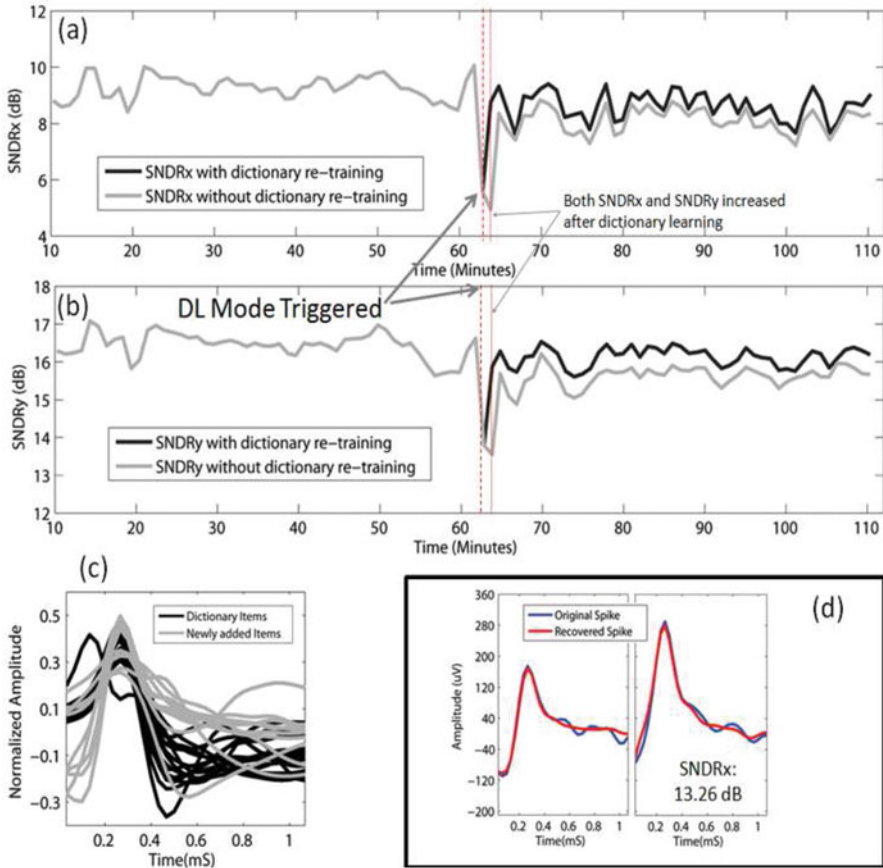 (a)
12
10
8
6
4
SNDRx (dB)
SNDRx with dictionary re-training
SNDRx without dictionary re-training
Both SNDRx and SNDRy increased
after dictionary learning
10 20 30 40 50 60 70 80 90 100 110
Time (Minutes)
DL Mode Triggered
(b)
18
17
16
15
14
13
12
SNDRy (dB)
SNDRy with dictionary re-training
SNDRy without dictionary re-training
10 20 30 40 50 60 70 80 90 100 110
Time (Minutes)
(c)
0.5
0.3
0.1
-0.1
-0.3
Normalized Amplitude
Dictionary Items
Newly added Items
0.2 0.4 0.6 0.8 1
Time(mS)
(d)
360
280
200
120
40
-40
-120
-200
Amplitude (uV)
Original Spike
Recovered Spike
SNDRx:
13.26 dB
0.2 0.4 0.6 0.8 1
Time(mS)
0.2 0.4 0.6 0.8 1
Time(mS)